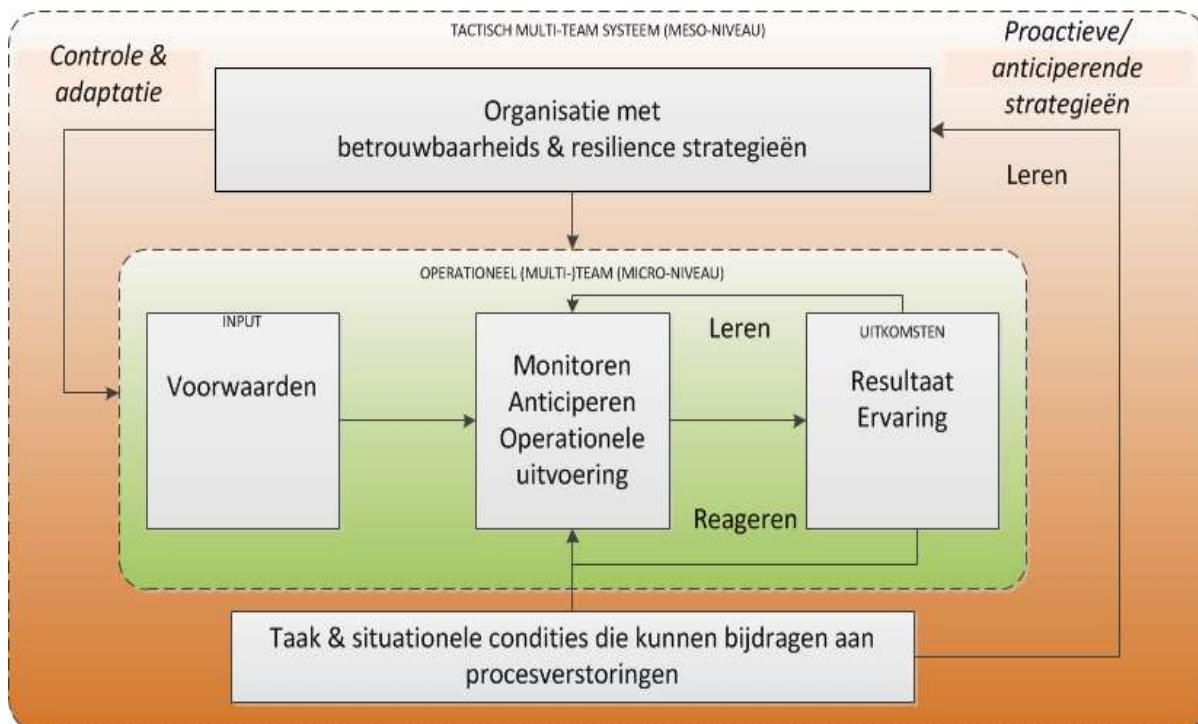 TACTISCH MULTI-TEAM SYSTEEM (MESO-NIVEAU)
Controle &
adaptatie
Proactieve/
anticiperende
strategieën
Organisatie met
betrouwbaarheids & resilience strategieën
Leren
OPERATIONEEL (MULTI-)TEAM (MICRO-NIVEAU)
INPUT
Voorwaarden
Monitoren
Anticiperen
Operationele
uitvoering
Leren
Reageren
UITKOMSTEN
Resultaat
Ervaring
Taak & situationele condities die kunnen bijdragen aan
procesverstoringen